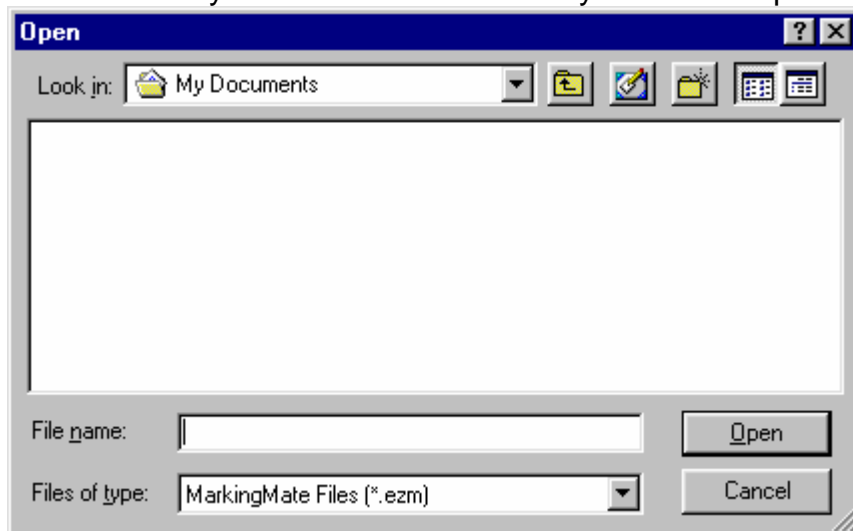 Open
Look in: My Documents
File name: Open
Files of type: MarkingMate Files (*.ezm) Cancel